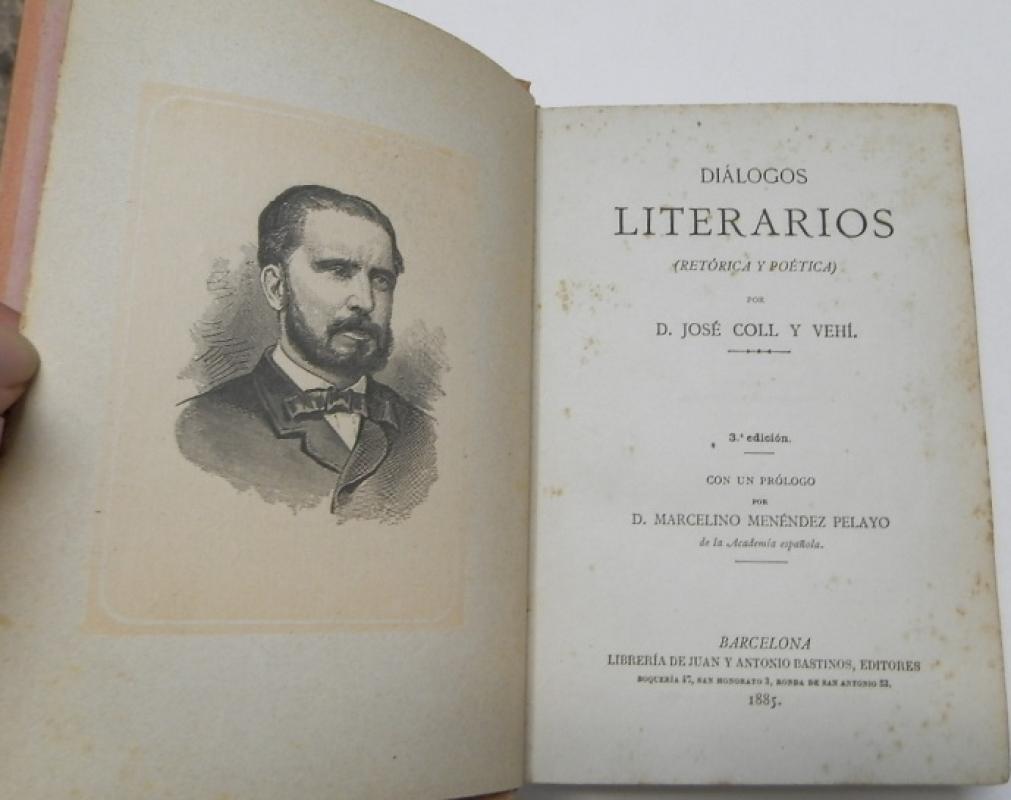 DIÁLOGOS
LITERARIOS
(RETÓRICA Y POÉTICA)
POR
D. JOSÉ COLL Y VEHÍ.
3.ª edición.
CON UN PRÓLOGO
POR
D. MARCELINO MENÉNDEZ PELAYO
de la Academia española.
BARCELONA
LIBRERÍA DE JUAN Y ANTONIO BASTINOS, EDITORES
BOQUERÍA 47, SAN HONORATO 3, RONDA DE SAN ANTONIO 52.
1885.